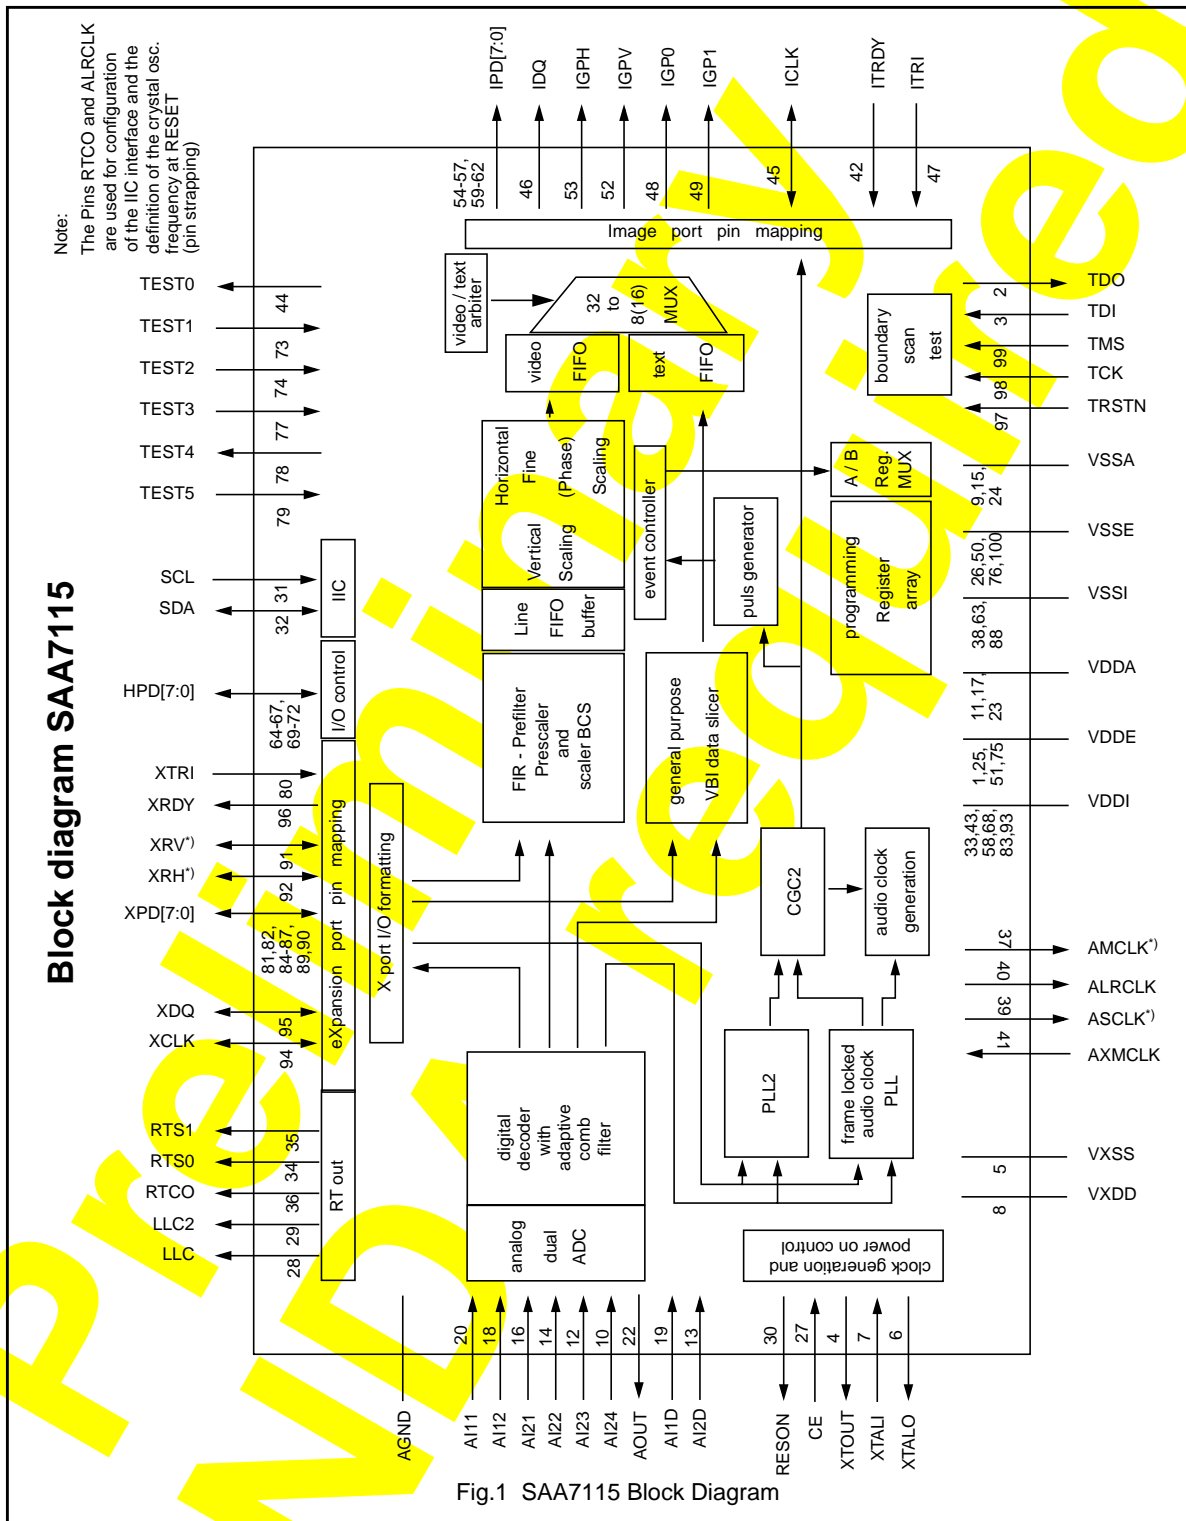 Block diagram SAA7115
Note:
The Pins RTCO and ALRCLK
are used for configuration
of the IIC interface and the
definition of the crystal osc.
frequency at RESET
(pin strapping)
TEST0
44
TEST1
73
TEST2
74
TEST3
77
TEST4
78
TEST5
79
SCL
31
SDA
32
HPD[7:0]
64-67,
69-72
XTRI
80
XRDY
96
XRV*)
91
XRH*)
92
XPD[7:0]
81,82,
84-87,
89,90
XDQ
95
XCLK
94
RTS1
35
RTS0
34
RTCO
36
LLC2
29
LLC
28
IIC
I/O control
eXpansion port pin mapping
X port I/O formatting
RT out
IPD[7:0]
54-57,
59-62
IDQ
46
IGPH
53
IGPV
52
IGP0
48
IGP1
49
ICLK
45
ITRDY
42
ITRI
47
Image port pin mapping
video / text
arbiter
32
to
8(16)
MUX
video
FIFO
text
FIFO
Horizontal
Fine
(Phase)
Scaling
Vertical
Scaling
Line
FIFO
buffer
FIR - Prefilter
Prescaler
and
scaler BCS
event controller
puls generator
general purpose
VBI data slicer
boundary
scan
test
A / B
Reg.
MUX
programming
Register
array
CGC2
audio clock
generation
PLL2
frame locked
audio clock
PLL
digital
decoder
with
adaptive
comb
filter
analog
dual
ADC
clock generation and
power on control
TDO
2
TDI
3
TMS
99
TCK
98
TRSTN
97
VSSA
9,15,
24
VSSE
26,50,
76,100
VSSI
38,63,
88
VDDA
11,17,
23
VDDE
1,25,
51,75
VDDI
33,43,
58,68,
83,93
AMCLK*)
37
ALRCLK
40
ASCLK*)
39
AXMCLK
41
VXSS
5
VXDD
8
AGND
AI11
20
AI12
18
AI21
16
AI22
14
AI23
12
AI24
10
AOUT
22
AI1D
19
AI2D
13
RESON
30
CE
27
XTOUT
4
XTALI
7
XTALO
6
Fig.1 SAA7115 Block Diagram
Preliminary
NDA required